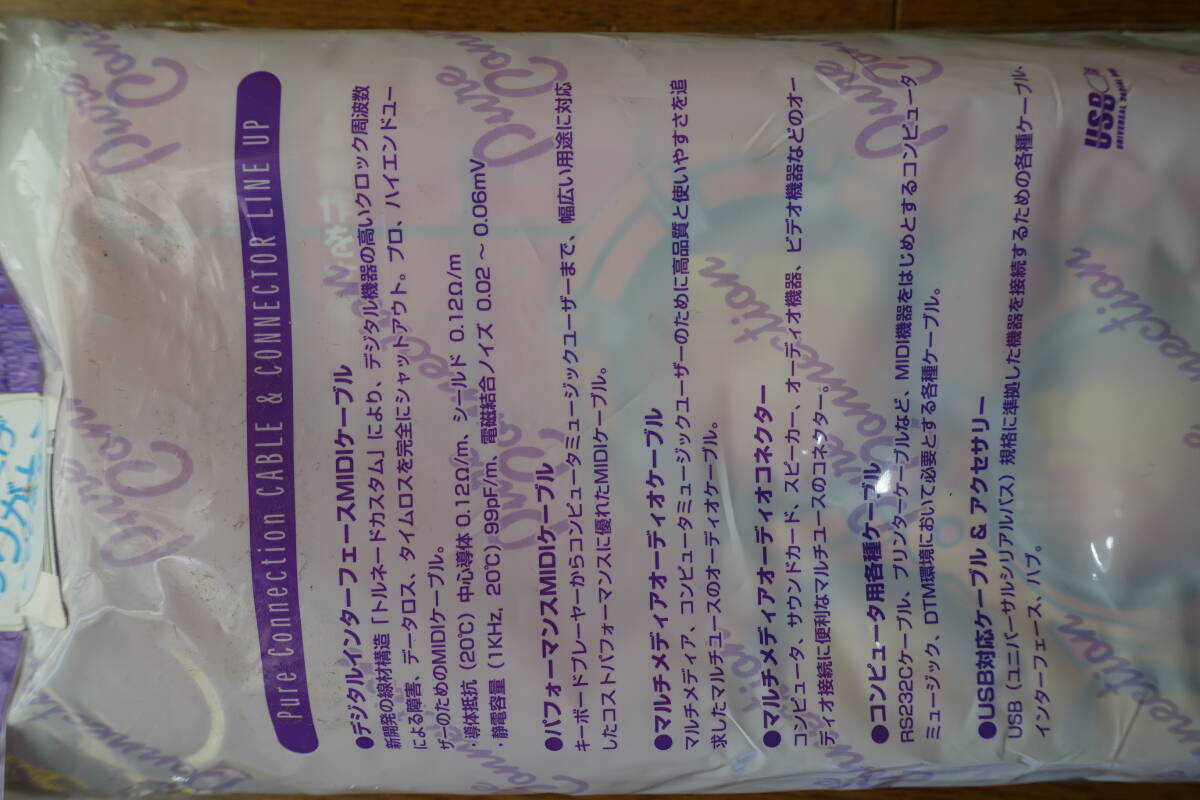 Pure Connection CABLE & CONNECTOR LINE UP
●デジタルインターフェースMIDIケーブル
新開発の線材構造「トルネードカスタム」により、デジタル機器の高いクロック周波数
による障害、データロス、タイムロスを完全にシャットアウト。プロ、ハイエンドユー
ザーのためのMIDIケーブル。
・導体抵抗(20℃)中心導体 0.12Ω/m、シールド 0.12Ω/m
・静電容量(1KHz, 20℃)99pF/m、電磁結合ノイズ 0.02～0.06mV
●パフォーマンスMIDIケーブル
キーボードプレーヤーからコンピュータミュージックユーザーまで、幅広い用途に対応
したコストパフォーマンスに優れたMIDIケーブル。
●マルチメディアオーディオケーブル
マルチメディア、コンピュータミュージックユーザーのために高品質と使いやすさを追
求したマルチユースのオーディオケーブル。
●マルチメディアオーディオコネクター
コンピュータ、サウンドカード、スピーカー、オーディオ機器、ビデオ機器などのオー
ディオ接続に便利なマルチユースのコネクター。
●コンピュータ用各種ケーブル
RS232Cケーブル、プリンターケーブルなど、MIDI機器をはじめとするコンピュータ
ミュージック、DTM環境において必要とする各種ケーブル。
●USB対応ケーブル & アクセサリー
USB(ユニバーサルシリアルバス)規格に準拠した機器を接続するための各種ケーブル、
インターフェース、ハブ。
USB